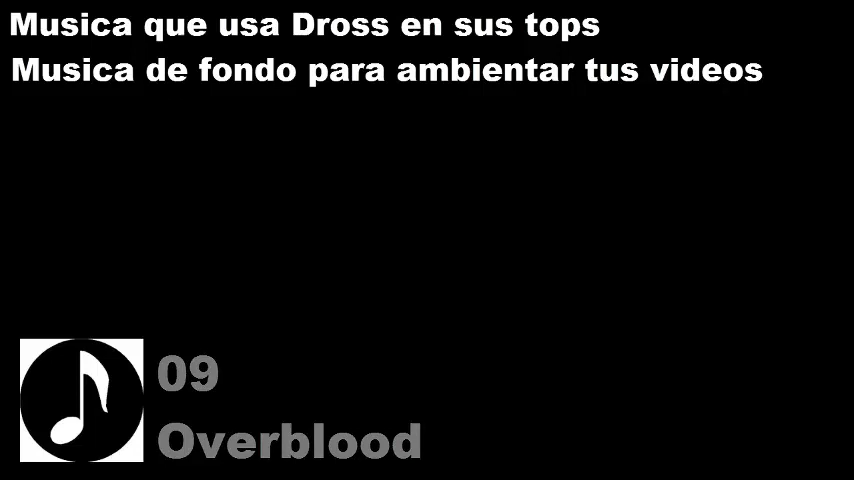 Musica que usa Dross en sus tops
Musica de fondo para ambientar tus videos
09
Overblood